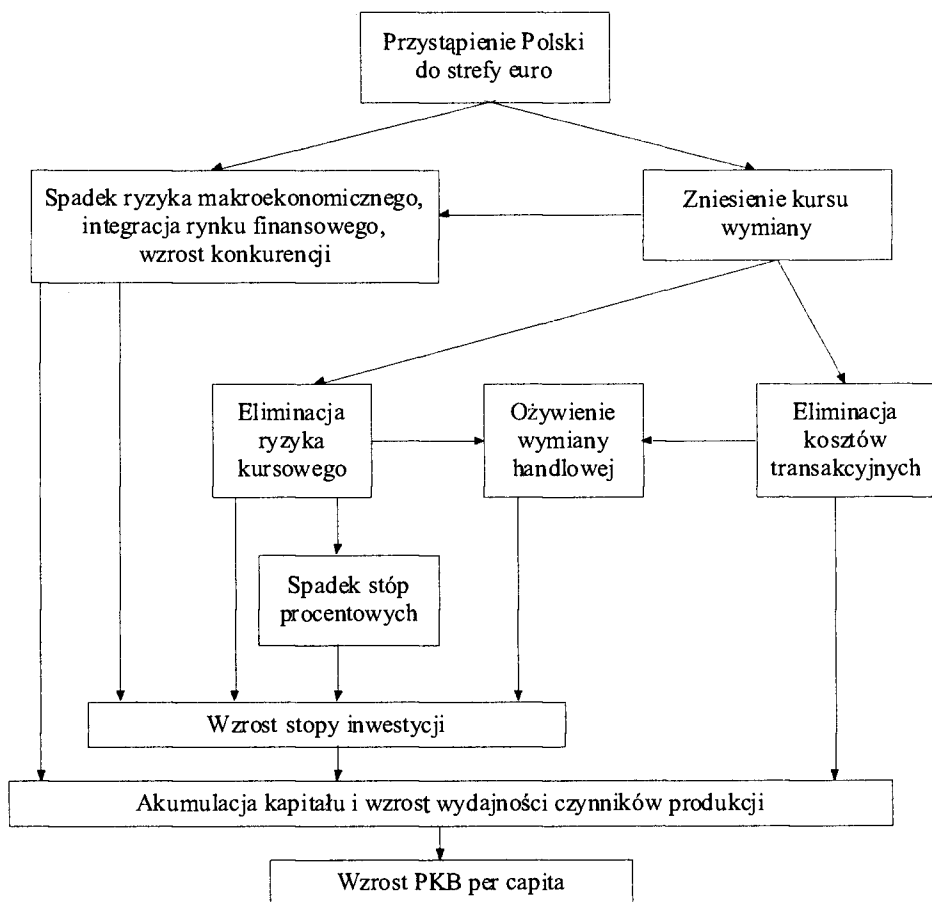 Przystąpienie Polski
do strefy euro
Spadek ryzyka makroekonomicznego,
integracja rynku finansowego,
wzrost konkurencji
Zniesienie kursu
wymiany
Eliminacja
ryzyka
kursowego
Ożywienie
wymiany
handlowej
Eliminacja
kosztów
transakcyjnych
Spadek stóp
procentowych
Wzrost stopy inwestycji
Akumulacja kapitału i wzrost wydajności czynników produkcji
Wzrost PKB per capita